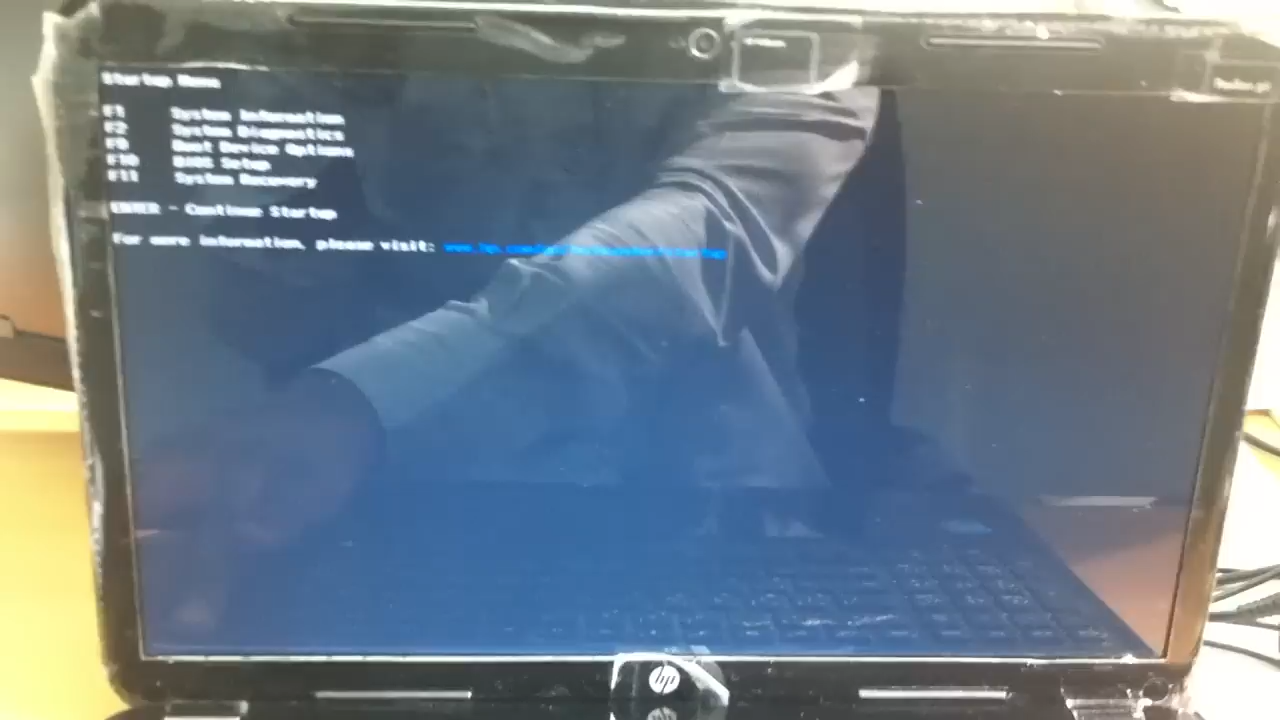 Startup Menu
F1 System Information
F2 System Diagnostics
F9 Boot Device Options
F10 BIOS Setup
F11 System Recovery
ENTER - Continue Startup
For more information, please visit:
hp